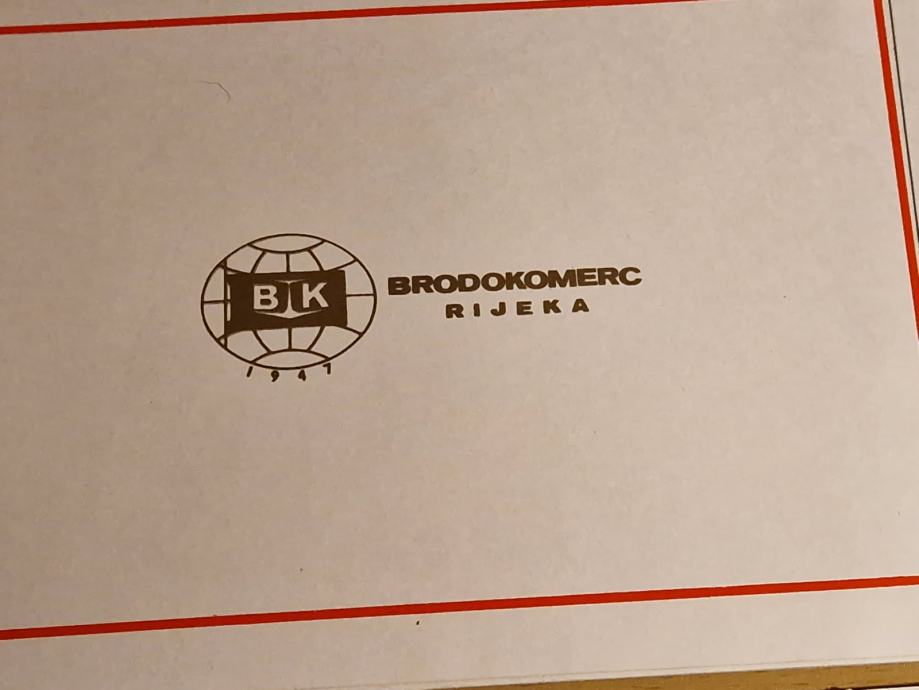 BK
BRODOKOMERC
RIJEKA
1947